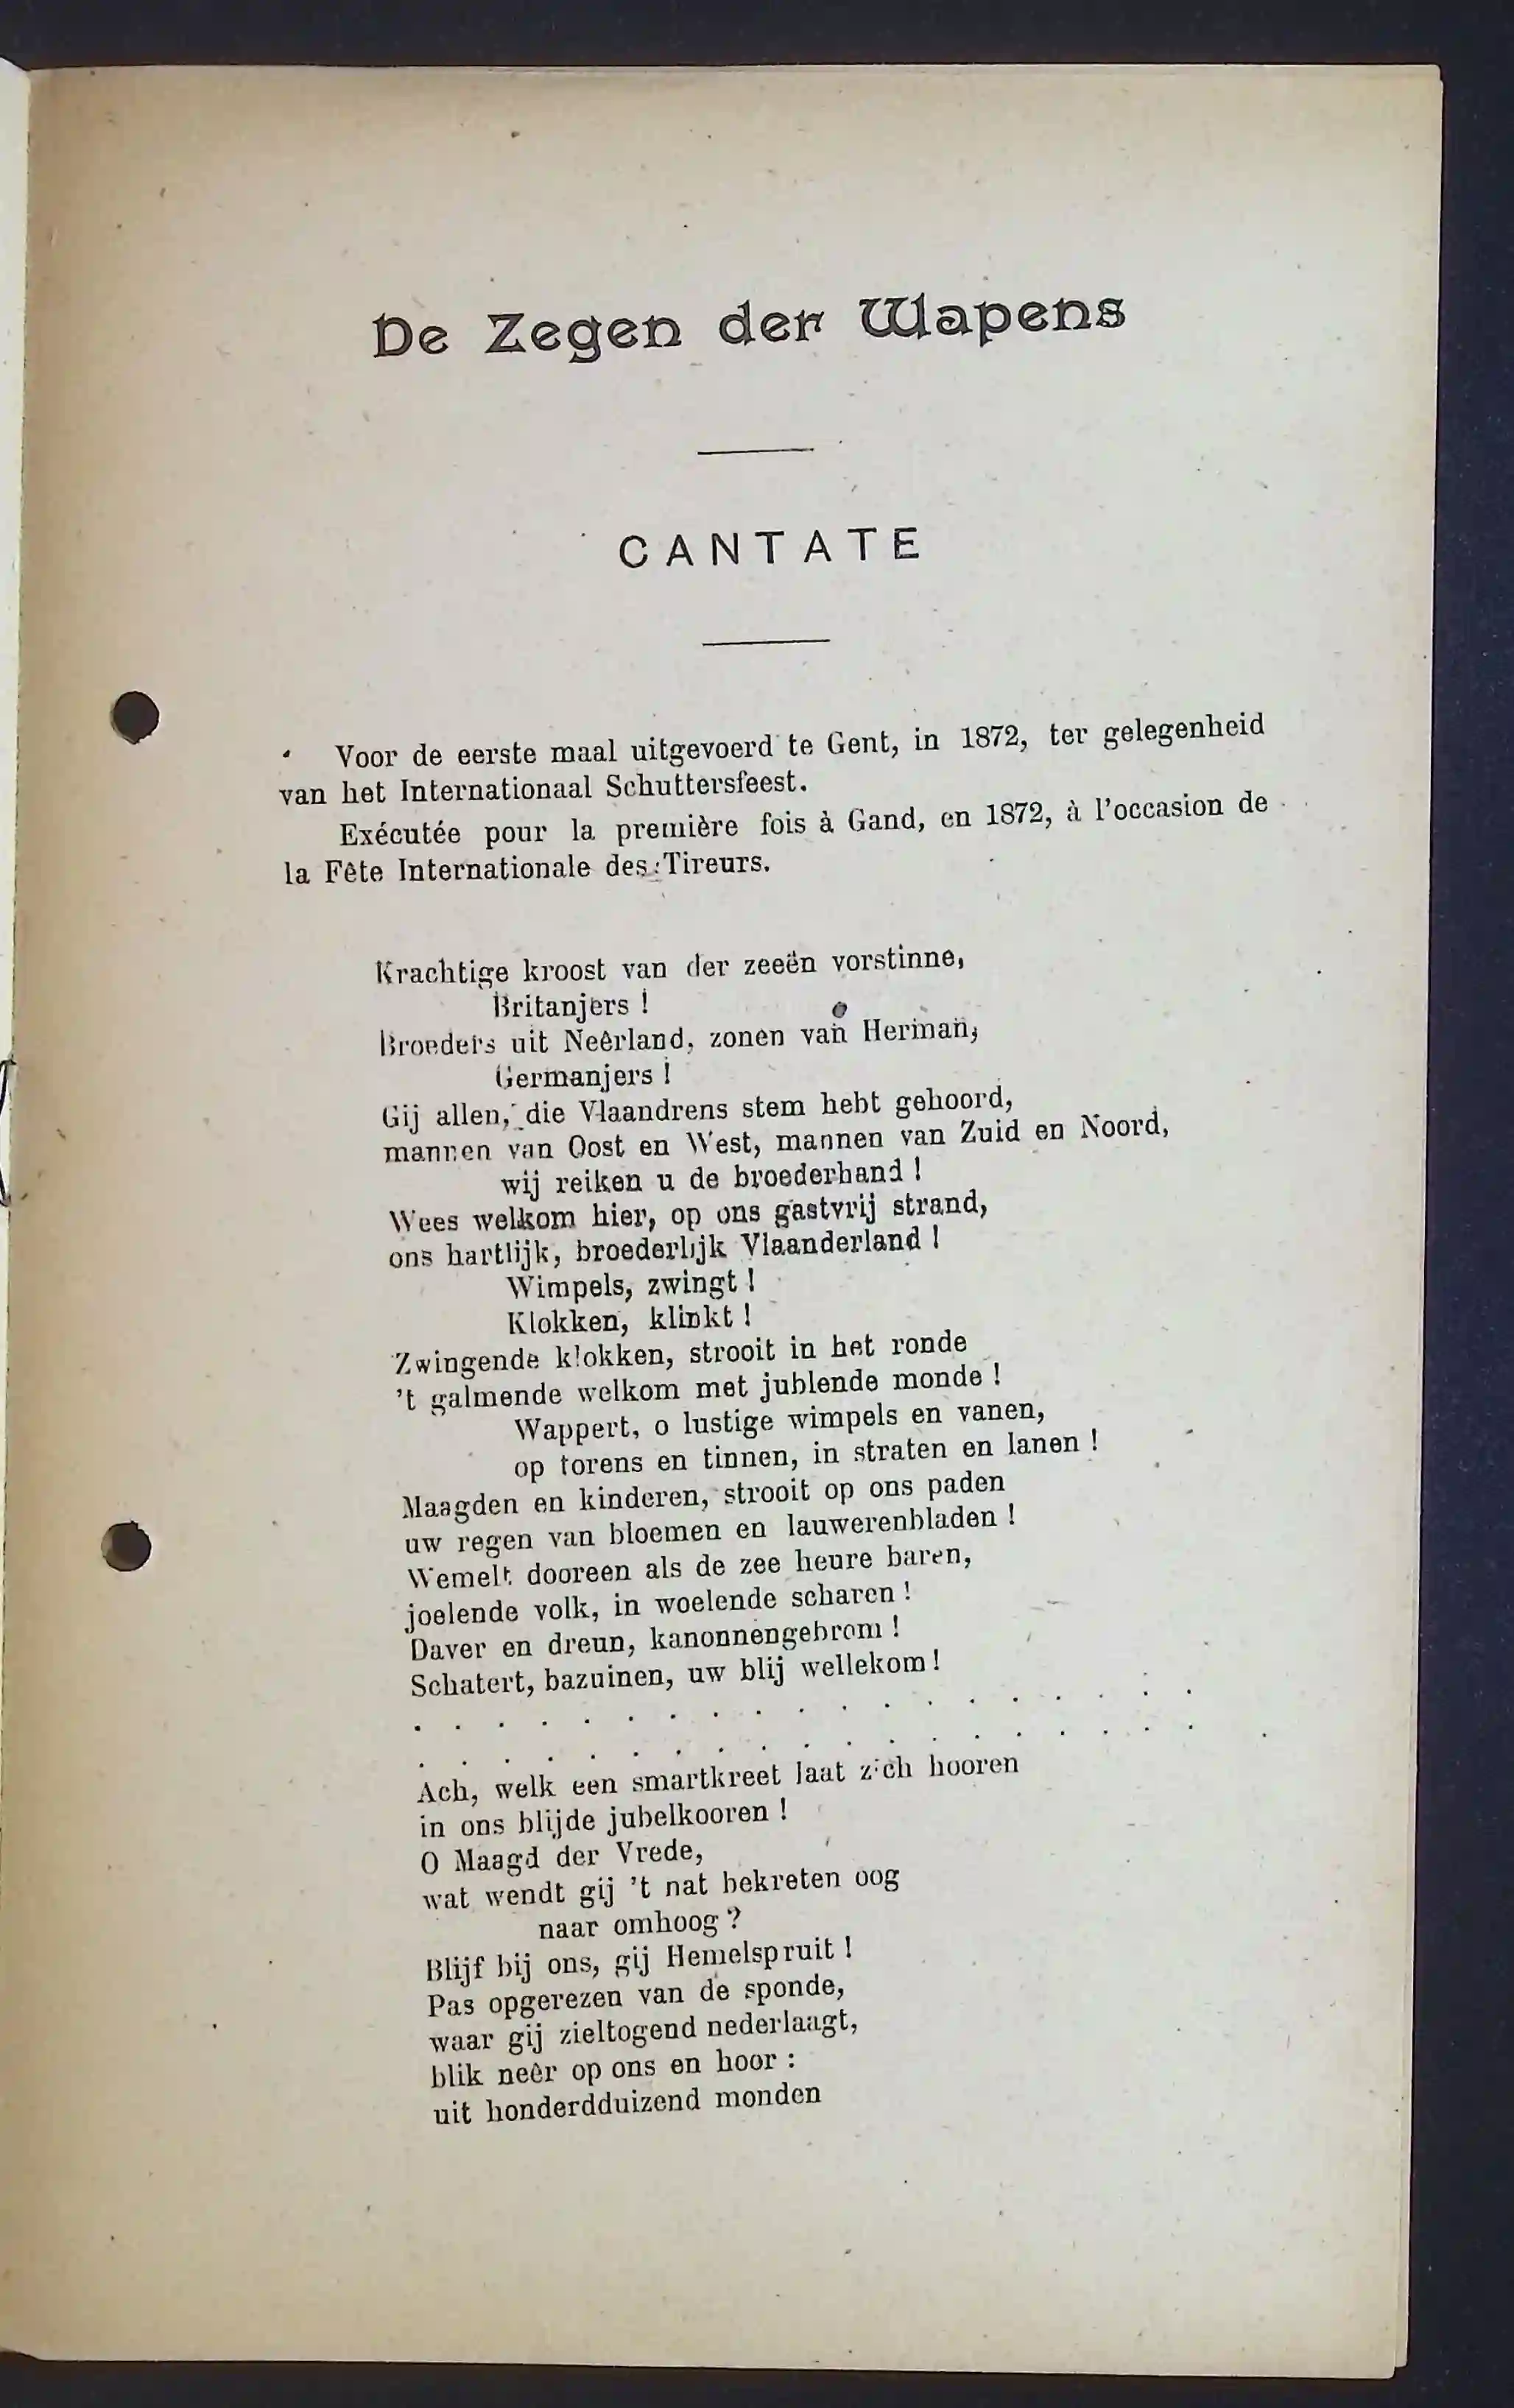 De Zegen der Wapens
CANTATE
Voor de eerste maal uitgevoerd te Gent, in 1872, ter gelegenheid
van het Internationaal Schuttersfeest.
Exécutée pour la première fois à Gand, en 1872, à l'occasion de
la Fête Internationale des Tireurs.
Krachtige kroost van der zeeën vorstinne,
Britanjers !
Broeders uit Neêrland, zonen van Herman,
Germanjers !
Gij allen, die Vlaandrens stem hebt gehoord,
mannen van Oost en West, mannen van Zuid en Noord,
wij reiken u de broederhand !
Wees welkom hier, op ons gastvrij strand,
ons hartlijk, broederlijk Vlaanderland !
Wimpels, zwingt !
Klokken, klinkt !
Zwingende klokken, strooit in het ronde
't galmende welkom met jublende monde !
Wappert, o lustige wimpels en vanen,
op torens en tinnen, in straten en lanen !
Maagden en kinderen, strooit op ons paden
uw regen van bloemen en lauwerenbladen !
Wemelt dooreen als de zee heure baren,
joelende volk, in woelende scharen !
Daver en dreun, kanonnengebrom !
Schatert, bazuinen, uw blij wellekom !
. . . . . . . . . . . . . . . . . . .
. . . . . . . . . . . . . . . . . . .
Ach, welk een smartkreet laat zich hooren
in ons blijde jubelkooren !
O Maagd der Vrede,
wat wendt gij 't nat bekreten oog
naar omhoog ?
Blijf bij ons, gij Hemelspruit !
Pas opgerezen van de sponde,
waar gij zieltogend nederlaagt,
blik neêr op ons en hoor :
uit honderdduizend monden